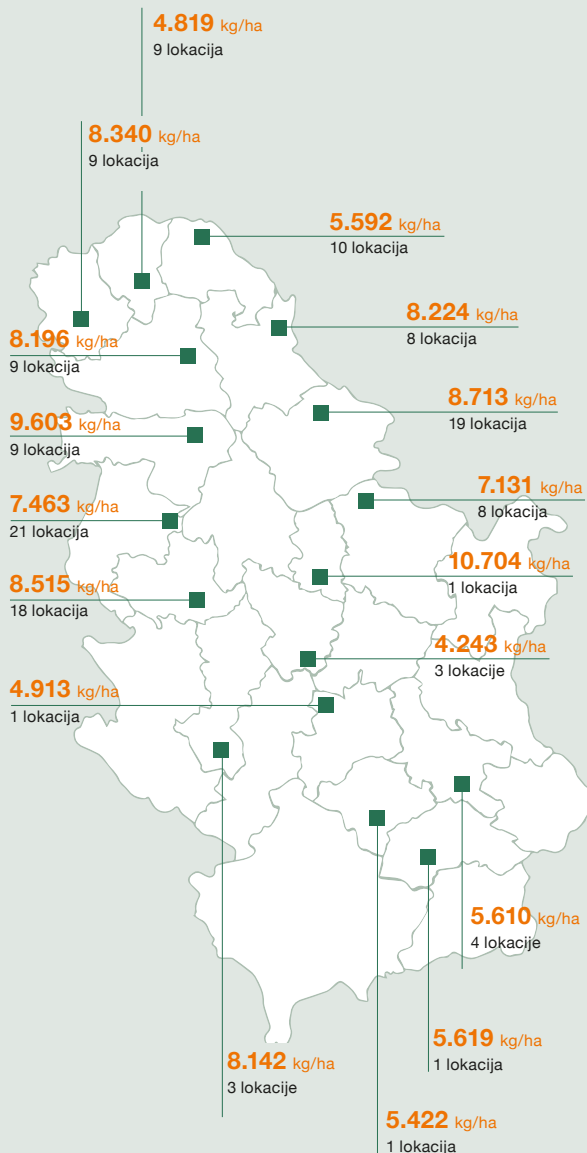 4.819 kg/ha
9 lokacija
8.340 kg/ha
9 lokacija
5.592 kg/ha
10 lokacija
8.224 kg/ha
8 lokacija
8.196 kg/ha
9 lokacija
8.713 kg/ha
19 lokacija
9.603 kg/ha
9 lokacija
7.131 kg/ha
8 lokacija
7.463 kg/ha
21 lokacija
10.704 kg/ha
1 lokacija
8.515 kg/ha
18 lokacija
4.243 kg/ha
3 lokacije
4.913 kg/ha
1 lokacija
5.610 kg/ha
4 lokacije
5.619 kg/ha
1 lokacija
8.142 kg/ha
3 lokacije
5.422 kg/ha
1 lokacija